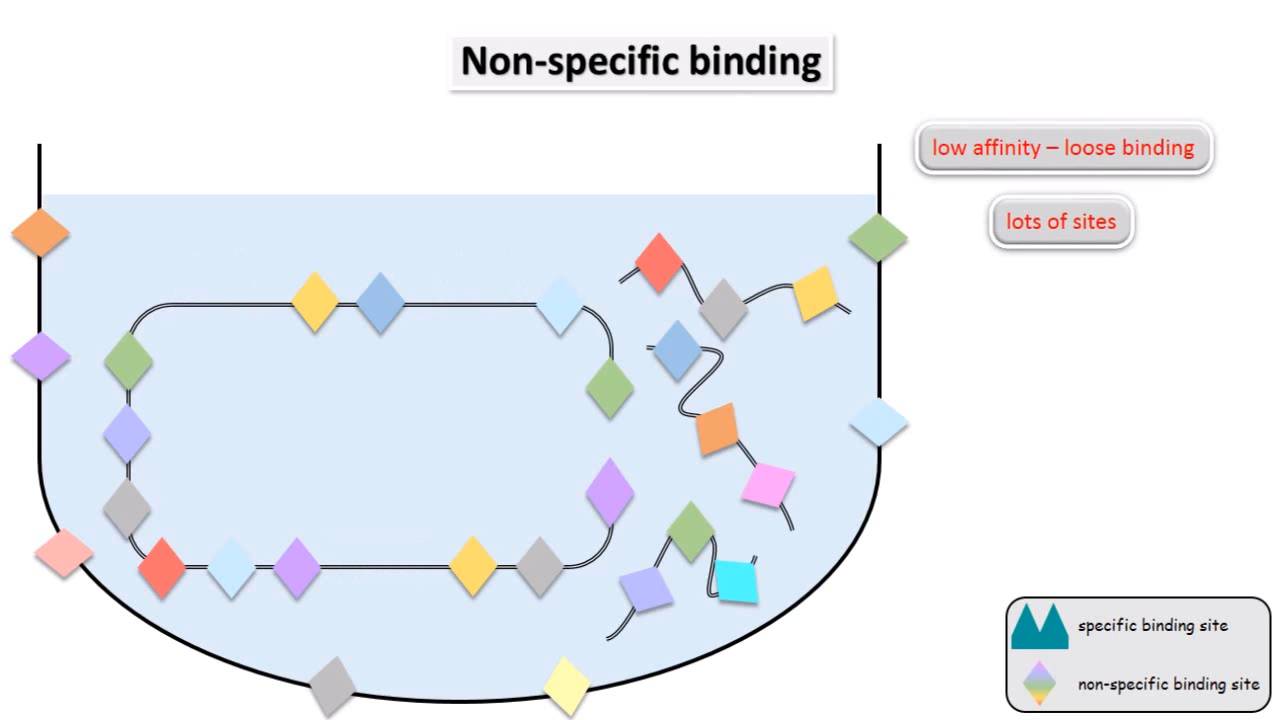 Non-specific binding
low affinity – loose binding
lots of sites
specific binding site
non-specific binding site